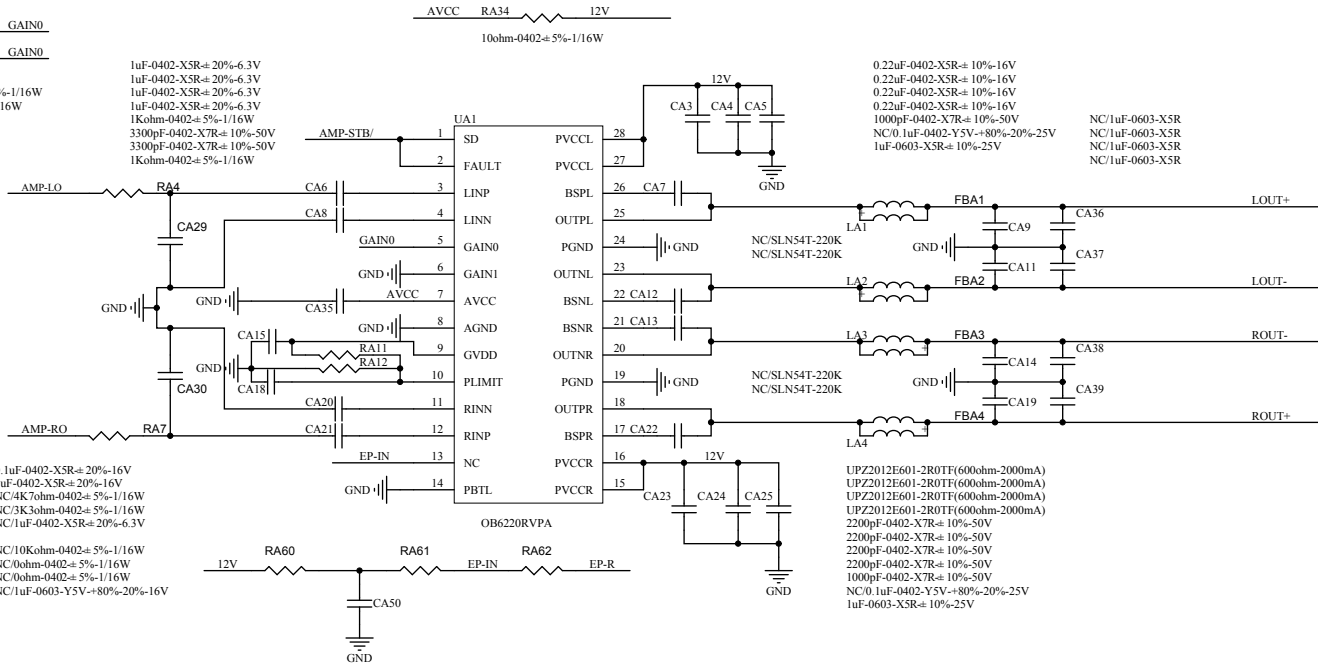 GAIN0
GAIN0
AVCC RA34 12V
10ohm-0402-±5%-1/16W
1uF-0402-X5R-±20%-6.3V
1uF-0402-X5R-±20%-6.3V
1uF-0402-X5R-±20%-6.3V
1uF-0402-X5R-±20%-6.3V
1Kohm-0402-±5%-1/16W
3300pF-0402-X7R-±10%-50V
3300pF-0402-X7R-±10%-50V
1Kohm-0402-±5%-1/16W
%-1/16W
16W
0.22uF-0402-X5R-±10%-16V
0.22uF-0402-X5R-±10%-16V
0.22uF-0402-X5R-±10%-16V
0.22uF-0402-X5R-±10%-16V
1000pF-0402-X7R-±10%-50V
NC/0.1uF-0402-Y5V-+80%-20%-25V
1uF-0603-X5R-±10%-25V
NC/1uF-0603-X5R
NC/1uF-0603-X5R
NC/1uF-0603-X5R
NC/1uF-0603-X5R
12V
CA3 CA4 CA5
GND
UA1
AMP-STB/ 1 SD PVCCL 28
2 FAULT PVCCL 27
AMP-LO RA4 CA6 3 LINP BSPL 26 CA7
CA8 4 LINN OUTPL 25
CA29
GAIN0 5 GAIN0 PGND 24 GND
GND 6 GAIN1 OUTNL 23
GND CA35 AVCC 7 AVCC BSNL 22 CA12
GND
GND 8 AGND BSNR 21 CA13
CA15 9 GVDD OUTNR 20
RA11
RA12
GND
CA18 10 PLIMIT PGND 19 GND
CA30
CA20 11 RINN OUTPR 18
AMP-RO RA7 CA21 12 RINP BSPR 17 CA22
EP-IN 13 NC PVCCR 16 12V
GND 14 PBTL PVCCR 15
OB6220RVPA
CA23 CA24 CA25
GND
LA1 FBA1 LOUT+
CA9 CA36
NC/SLN54T-220K
NC/SLN54T-220K
GND
CA11 CA37
LA2 FBA2 LOUT-
LA3 FBA3 ROUT-
CA14 CA38
NC/SLN54T-220K
NC/SLN54T-220K
GND
CA19 CA39
LA4 FBA4 ROUT+
.1uF-0402-X5R-±20%-16V
uF-0402-X5R-±20%-16V
NC/4K7ohm-0402-±5%-1/16W
NC/3K3ohm-0402-±5%-1/16W
NC/1uF-0402-X5R-±20%-6.3V
NC/10Kohm-0402-±5%-1/16W
NC/0ohm-0402-±5%-1/16W
NC/0ohm-0402-±5%-1/16W
NC/1uF-0603-Y5V-+80%-20%-16V
12V RA60 RA61 EP-IN RA62 EP-R
CA50
GND
UPZ2012E601-2R0TF(600ohm-2000mA)
UPZ2012E601-2R0TF(600ohm-2000mA)
UPZ2012E601-2R0TF(600ohm-2000mA)
UPZ2012E601-2R0TF(600ohm-2000mA)
2200pF-0402-X7R-±10%-50V
2200pF-0402-X7R-±10%-50V
2200pF-0402-X7R-±10%-50V
2200pF-0402-X7R-±10%-50V
1000pF-0402-X7R-±10%-50V
NC/0.1uF-0402-Y5V-+80%-20%-25V
1uF-0603-X5R-±10%-25V